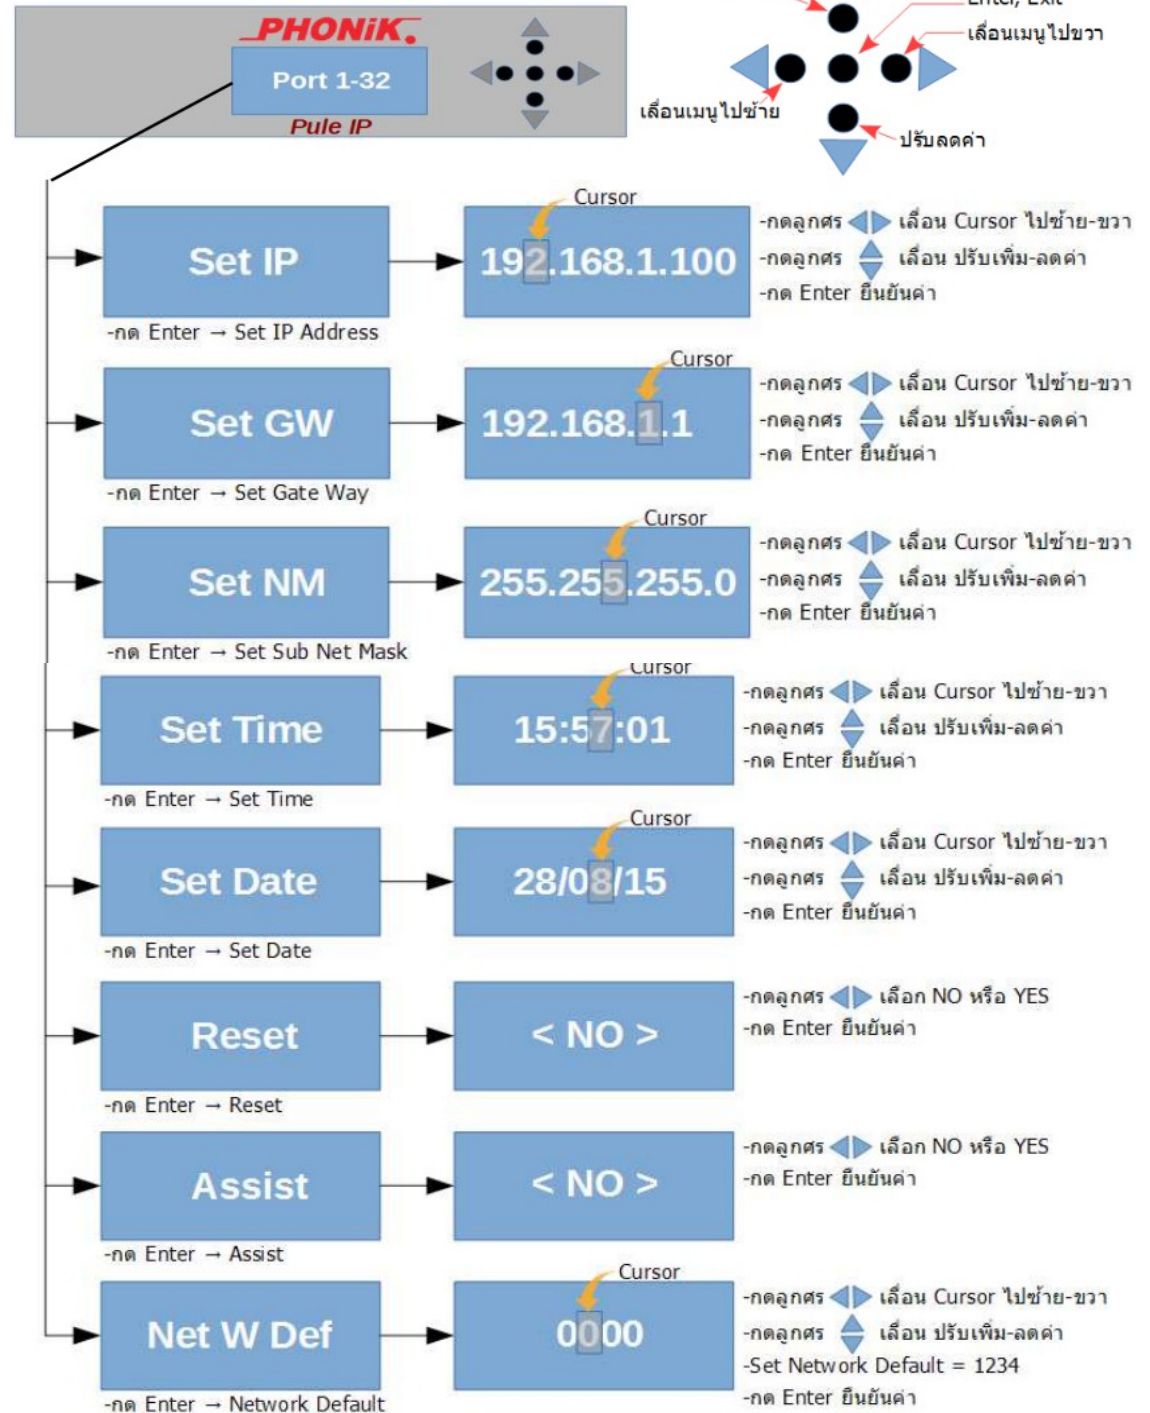 PHONiK
Port 1-32
Pule IP
เลื่อนเมนูไปขวา
เลื่อนเมนูไปซ้าย
ปรับลดค่า
Cursor
Set IP
192.168.1.100
-กดลูกศร เลื่อน Cursor ไปซ้าย-ขวา
-กดลูกศร เลื่อน ปรับเพิ่ม-ลดค่า
-กด Enter ยืนยันค่า
-กด Enter → Set IP Address
Cursor
Set GW
192.168.1.1
-กดลูกศร เลื่อน Cursor ไปซ้าย-ขวา
-กดลูกศร เลื่อน ปรับเพิ่ม-ลดค่า
-กด Enter ยืนยันค่า
-กด Enter → Set Gate Way
Cursor
Set NM
255.255.255.0
-กดลูกศร เลื่อน Cursor ไปซ้าย-ขวา
-กดลูกศร เลื่อน ปรับเพิ่ม-ลดค่า
-กด Enter ยืนยันค่า
-กด Enter → Set Sub Net Mask
Cursor
Set Time
15:57:01
-กดลูกศร เลื่อน Cursor ไปซ้าย-ขวา
-กดลูกศร เลื่อน ปรับเพิ่ม-ลดค่า
-กด Enter ยืนยันค่า
-กด Enter → Set Time
Cursor
Set Date
28/08/15
-กดลูกศร เลื่อน Cursor ไปซ้าย-ขวา
-กดลูกศร เลื่อน ปรับเพิ่ม-ลดค่า
-กด Enter ยืนยันค่า
-กด Enter → Set Date
Reset
< NO >
-กดลูกศร เลือก NO หรือ YES
-กด Enter ยืนยันค่า
-กด Enter → Reset
Assist
< NO >
-กดลูกศร เลือก NO หรือ YES
-กด Enter ยืนยันค่า
-กด Enter → Assist
Cursor
Net W Def
0000
-กดลูกศร เลื่อน Cursor ไปซ้าย-ขวา
-กดลูกศร เลื่อน ปรับเพิ่ม-ลดค่า
-Set Network Default = 1234
-กด Enter ยืนยันค่า
-กด Enter → Network Default